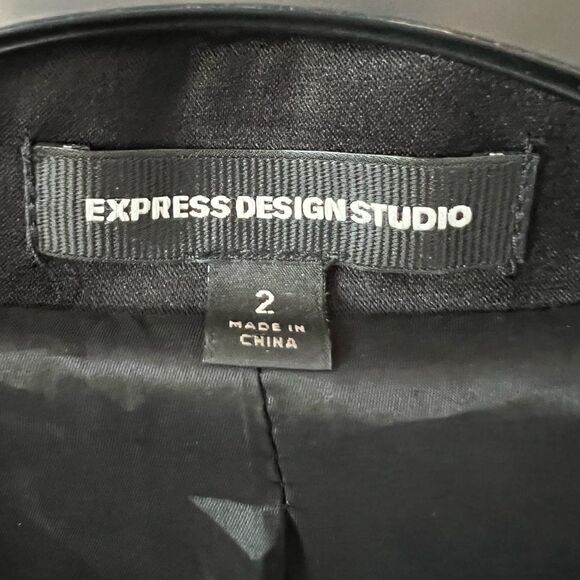 EXPRESS DESIGN STUDIO
2
MADE IN
CHINA